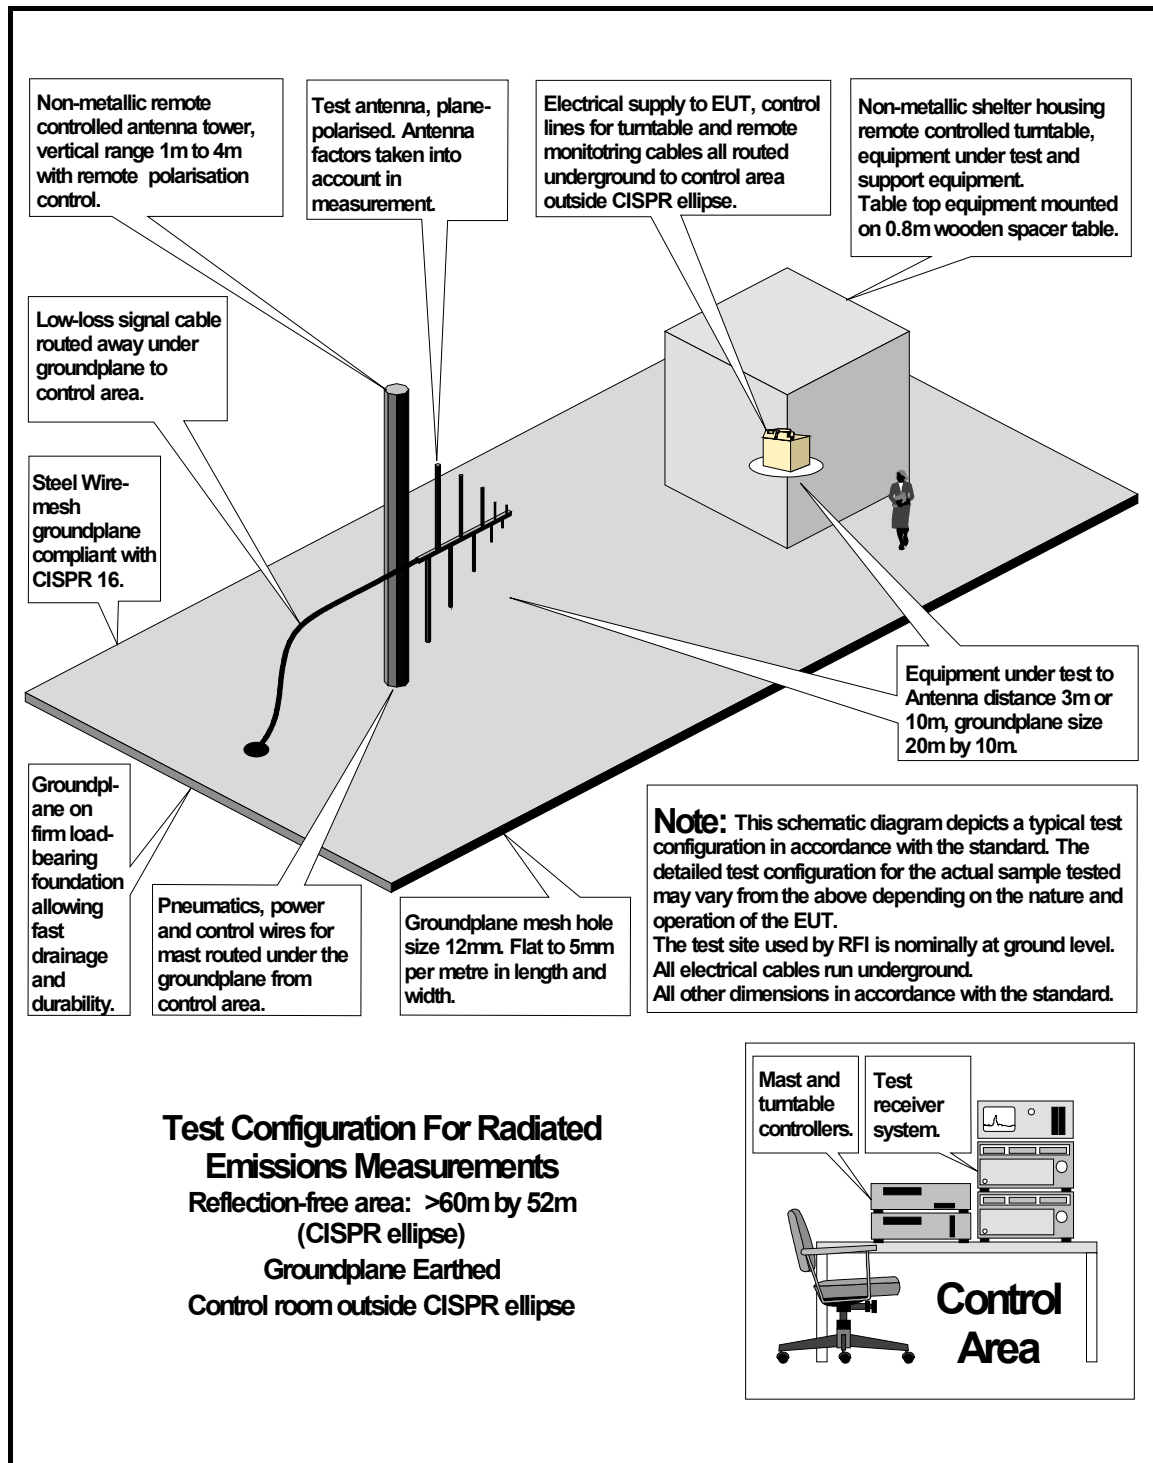 Non-metallic remote
controlled antenna tower,
vertical range 1m to 4m
with remote polarisation
control.
Test antenna, plane-
polarised. Antenna
factors taken into
account in
measurement.
Electrical supply to EUT, control
lines for turntable and remote
monitotring cables all routed
underground to control area
outside CISPR ellipse.
Non-metallic shelter housing
remote controlled turntable,
equipment under test and
support equipment.
Table top equipment mounted
on 0.8m wooden spacer table.
Low-loss signal cable
routed away under
groundplane to
control area.
Steel Wire-
mesh
groundplane
compliant with
CISPR 16.
Equipment under test to
Antenna distance 3m or
10m, groundplane size
20m by 10m.
Groundpl-
ane on
firm load-
bearing
foundation
allowing
fast
drainage
and
durability.
Pneumatics, power
and control wires for
mast routed under the
groundplane from
control area.
Groundplane mesh hole
size 12mm. Flat to 5mm
per metre in length and
width.
Note: This schematic diagram depicts a typical test
configuration in accordance with the standard. The
detailed test configuration for the actual sample tested
may vary from the above depending on the nature and
operation of the EUT.
The test site used by RFI is nominally at ground level.
All electrical cables run underground.
All other dimensions in accordance with the standard.
Test Configuration For Radiated
Emissions Measurements
Reflection-free area: >60m by 52m
(CISPR ellipse)
Groundplane Earthed
Control room outside CISPR ellipse
Mast and
turntable
controllers.
Test
receiver
system.
Control
Area